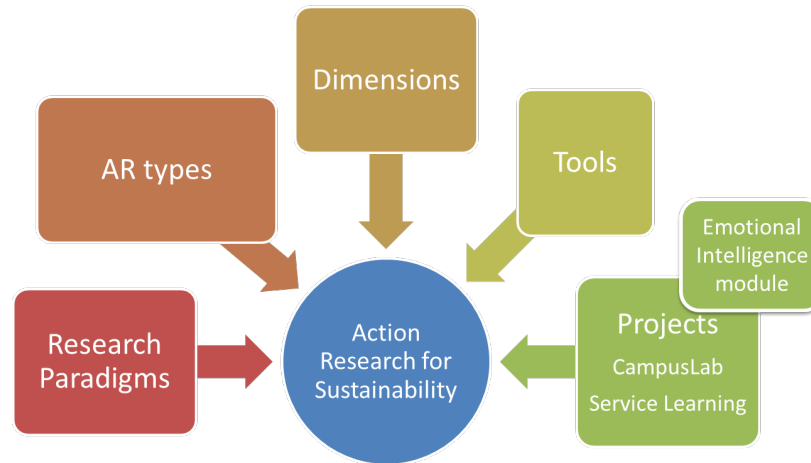 Dimensions
AR types
Tools
Emotional
Intelligence
module
Research
Paradigms
Action
Research for
Sustainability
Projects
CampusLab
Service Learning